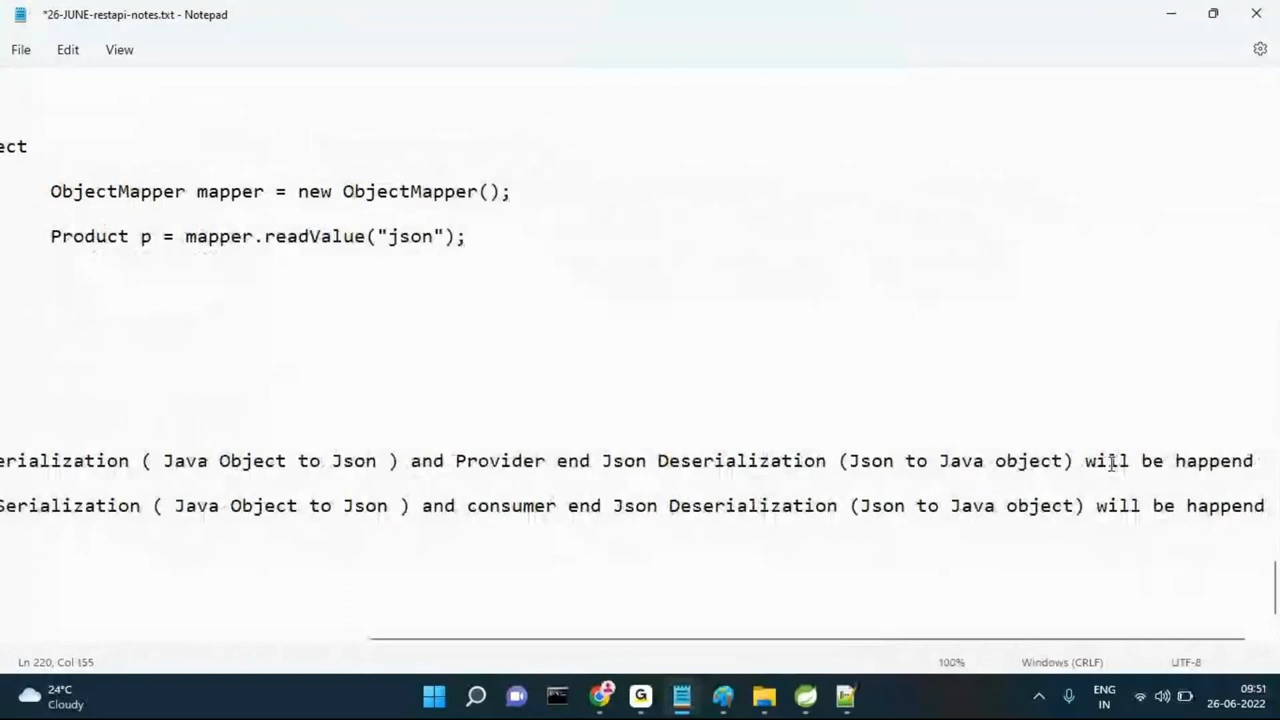 *26-JUNE-restapi-notes.txt - Notepad
File Edit View
ect
ObjectMapper mapper = new ObjectMapper();
Product p = mapper.readValue("json");
erialization ( Java Object to Json ) and Provider end Json Deserialization (Json to Java object) will be happend
Serialization ( Java Object to Json ) and consumer end Json Deserialization (Json to Java object) will be happend
Ln 220, Col 155 100% Windows (CRLF) UTF-8
24°C
Cloudy
ENG
IN
09:51
26-06-2022